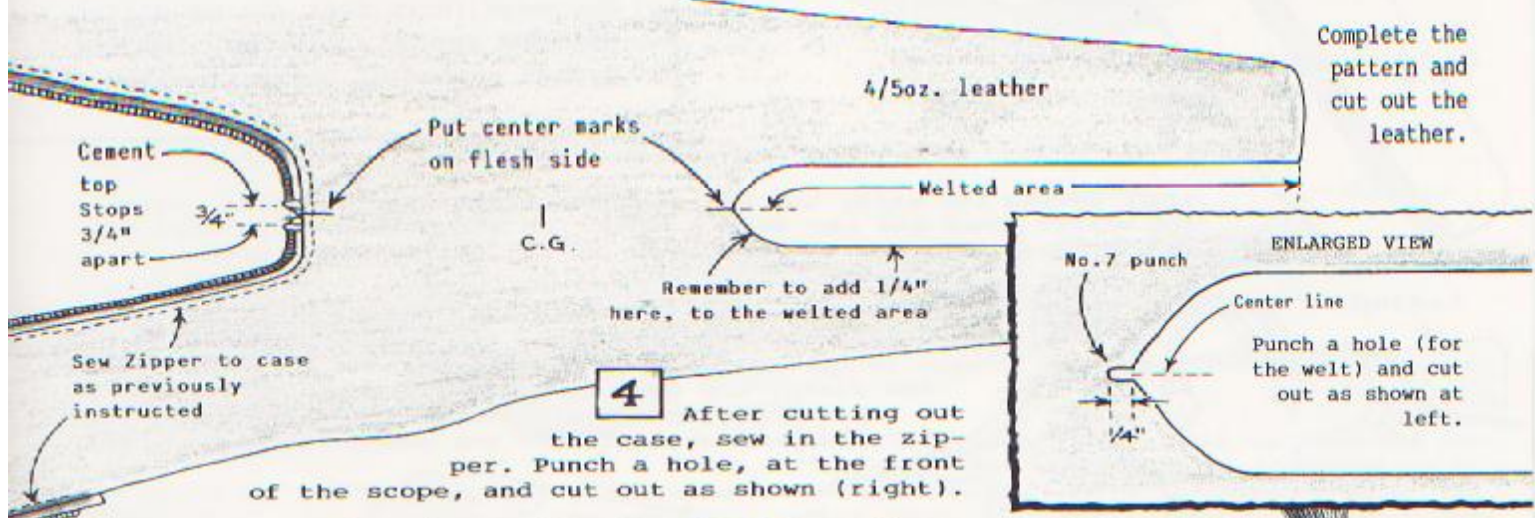 Complete the
pattern and
cut out the
leather.
4/5oz. leather
Put center marks
on flesh side
Cement
top
Stops
3/4"
apart
3/4"
Welted area
C.G.
Remember to add 1/4"
here, to the welted area
Sew Zipper to case
as previously
instructed
4
After cutting out
the case, sew in the zip-
per. Punch a hole, at the front
of the scope, and cut out as shown (right).
ENLARGED VIEW
No.7 punch
Center line
Punch a hole (for
the welt) and cut
out as shown at
left.
1/4"